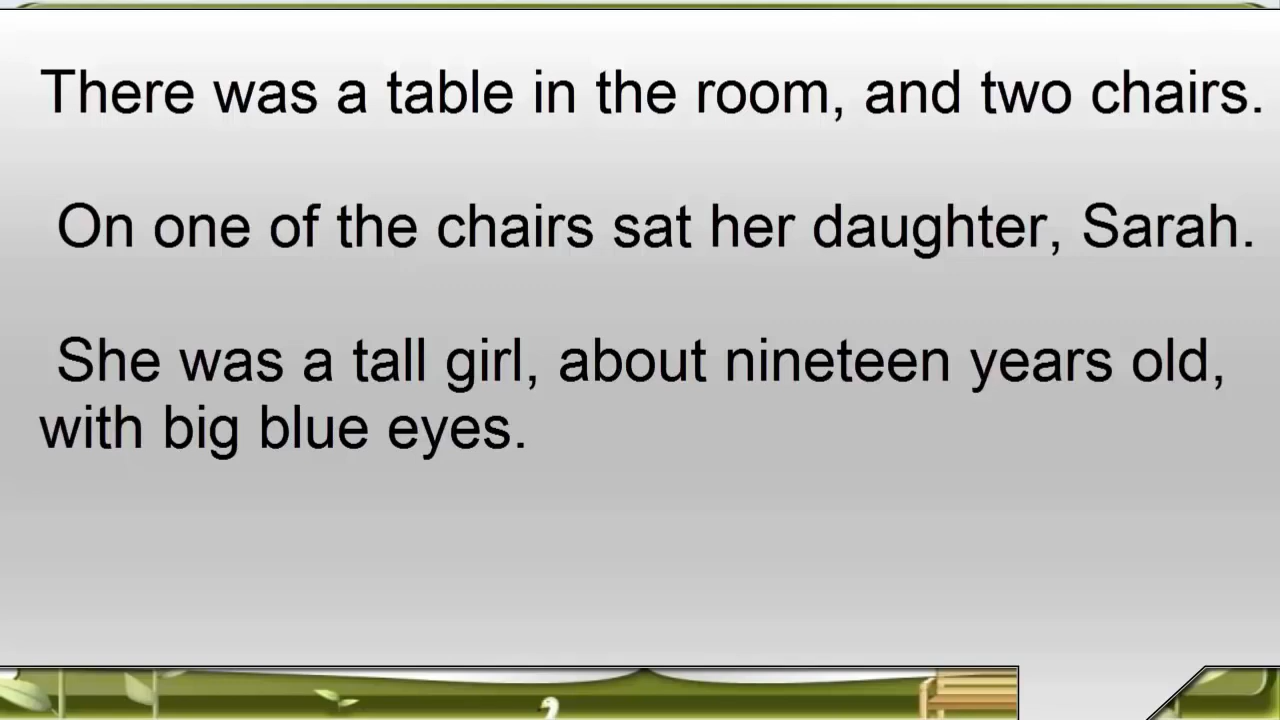 There was a table in the room, and two chairs.
On one of the chairs sat her daughter, Sarah.
She was a tall girl, about nineteen years old,
with big blue eyes.